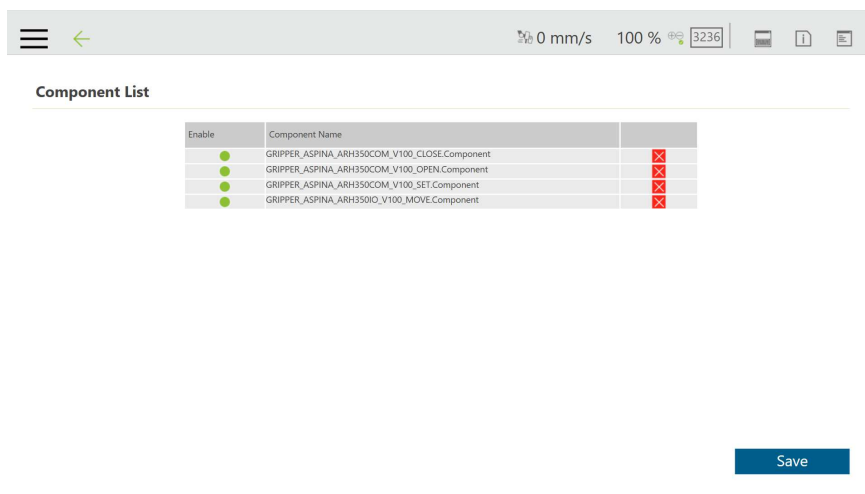 0 mm/s 100 % 3236
Component List
Enable Component Name
GRIPPER_ASPINA_ARH350COM_V100_CLOSE.Component
GRIPPER_ASPINA_ARH350COM_V100_OPEN.Component
GRIPPER_ASPINA_ARH350COM_V100_SET.Component
GRIPPER_ASPINA_ARH350IO_V100_MOVE.Component
Save